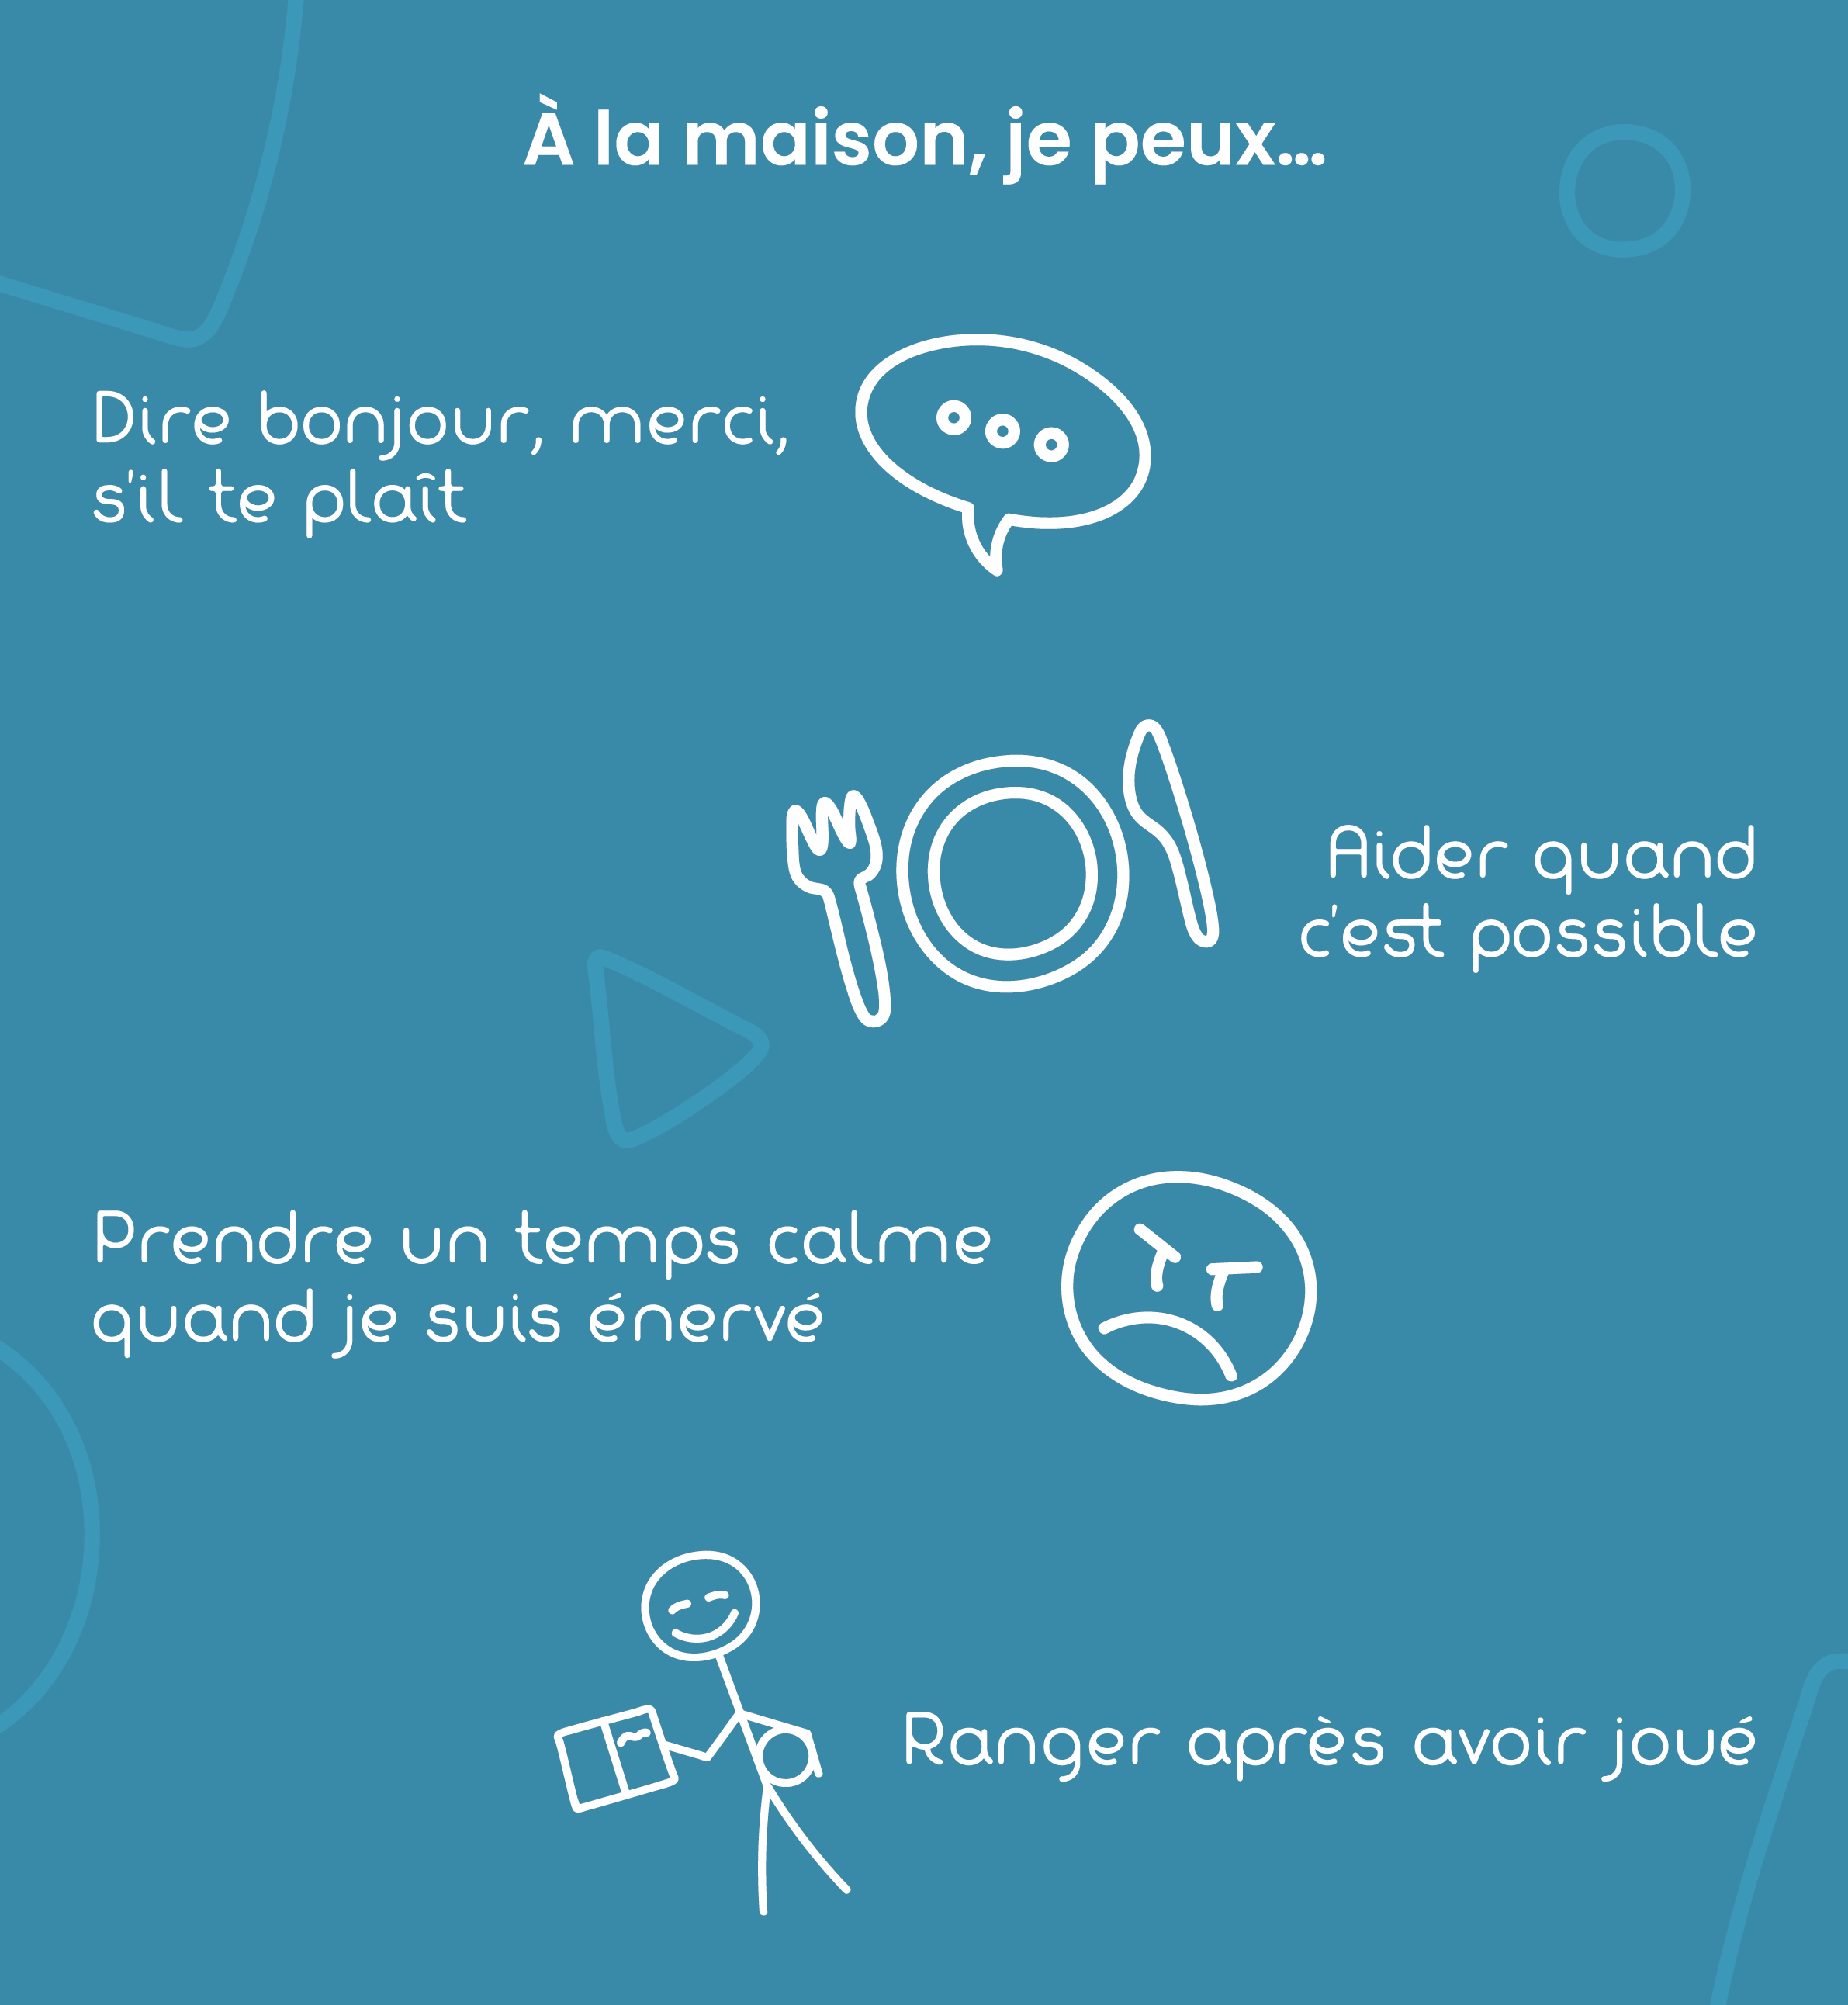 À la maison, je peux...
Dire bonjour, merci,
s'il te plaît
Aider quand
c'est possible
Prendre un temps calme
quand je suis énervé
Ranger après avoir joué